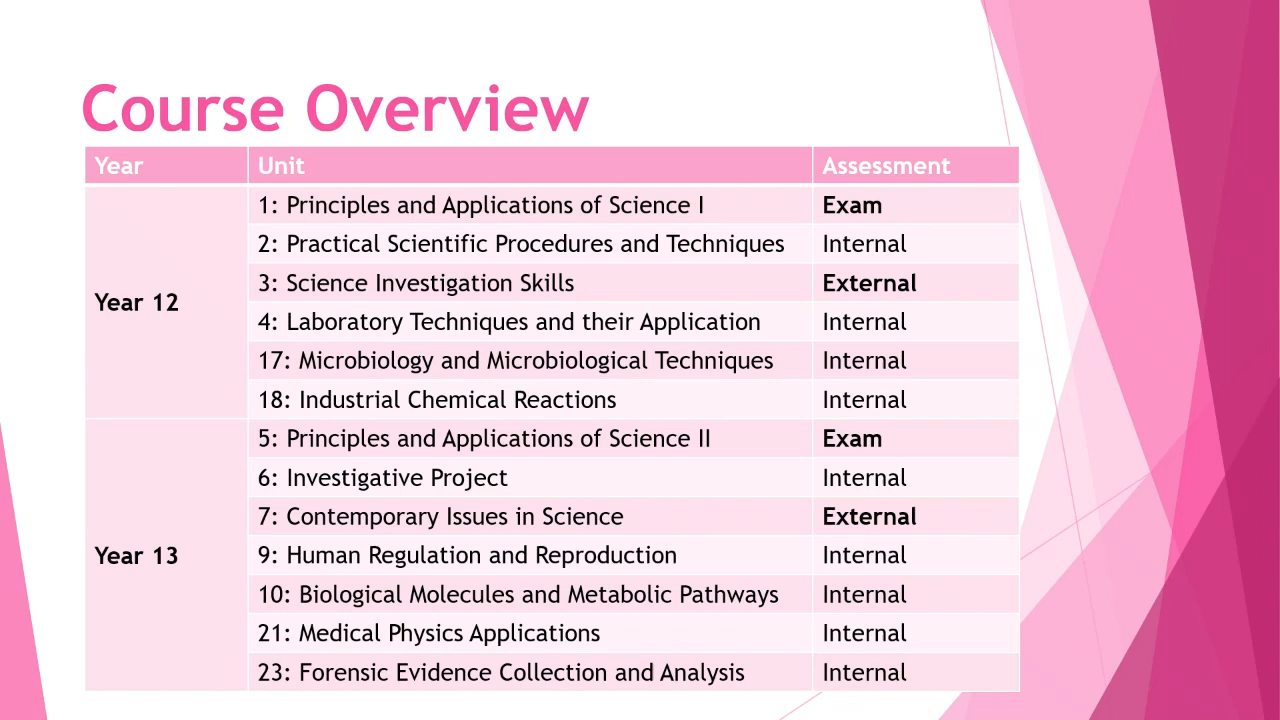 Course Overview
Year Unit Assessment
Year 12
1: Principles and Applications of Science I Exam
2: Practical Scientific Procedures and Techniques Internal
3: Science Investigation Skills External
4: Laboratory Techniques and their Application Internal
17: Microbiology and Microbiological Techniques Internal
18: Industrial Chemical Reactions Internal
Year 13
5: Principles and Applications of Science II Exam
6: Investigative Project Internal
7: Contemporary Issues in Science External
9: Human Regulation and Reproduction Internal
10: Biological Molecules and Metabolic Pathways Internal
21: Medical Physics Applications Internal
23: Forensic Evidence Collection and Analysis Internal